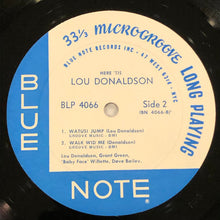 33⅓ MICROGROOVE LONG PLAYING
BLUE NOTE RECORDS INC • 47 WEST 63rd • NYC
HERE 'TIS
LOU DONALDSON
BLP 4066
Side 2
(BN. 4066-B)
1. WATUSI JUMP (Lou Donaldson)
GROOVE MUSIC - BMI
2. WALK WID ME (Donaldson)
GROOVE MUSIC - BMI
Lou Donaldson, Grant Green,
"Baby Face" Willette, Dave Bailey.
BLUE
NOTE